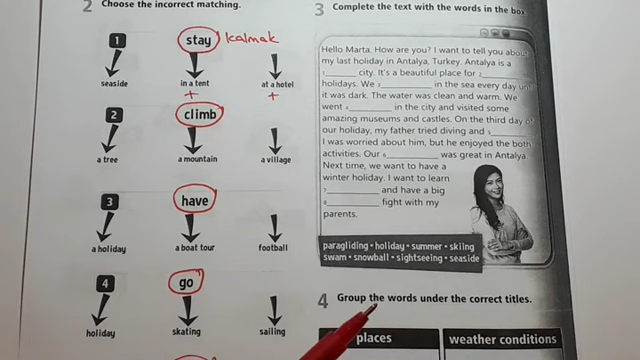 2 Choose the incorrect matching.
1
stay kalmak
seaside in a tent at a hotel
+ +
2
climb
a tree a mountain a village
3
have
a holiday a boat tour football
4
go
holiday skating sailing
3 Complete the text with the words in the box
Hello Marta. How are you? I want to tell you about
my last holiday in Antalya, Turkey. Antalya is a
1________ city. It's a beautiful place for 2________
holidays. We 3________ in the sea every day
it was dark. The water was clean and warm. We
went 4________ in the city and visited some
amazing museums and castles. On the third day of
our holiday, my father tried diving and 5________
I was worried about him, but he enjoyed the both
activities. Our 6________ was great in Antalya
Next time, we want to have a
winter holiday. I want to learn
7________ and have a big
8________ fight with my
parents.
paragliding • holiday • summer • skiing
swam • snowball • sightseeing • seaside
4 Group the words under the correct titles.
places weather conditions